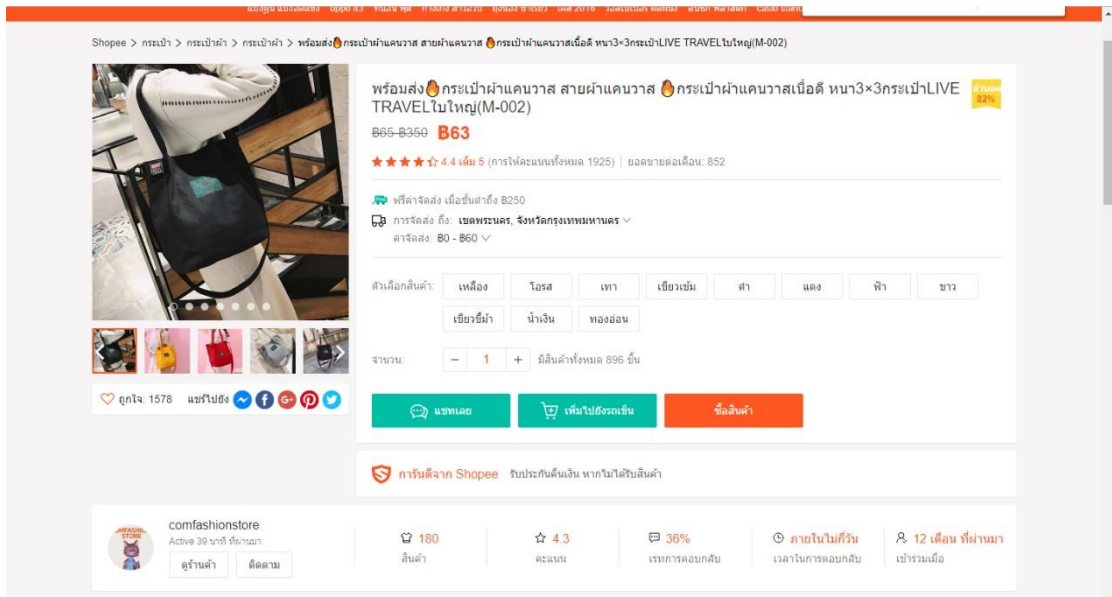 Shopee > กระเป๋า > กระเป๋าผ้า > กระเป๋าผ้า > พร้อมส่ง🔥กระเป๋าผ้าแคนวาส สายผ้าแคนวาส 🔥กระเป๋าผ้าแคนวาสเนื้อดี หนา3×3กระเป๋าLIVE TRAVELใบใหญ่(M-002)
พร้อมส่ง🔥กระเป๋าผ้าแคนวาส สายผ้าแคนวาส 🔥กระเป๋าผ้าแคนวาสเนื้อดี หนา3×3กระเป๋าLIVE
TRAVELใบใหญ่(M-002)
ส่วนลด
82%
฿65-฿350 ฿63
4.4 เต็ม 5 (การให้คะแนนทั้งหมด 1925) | ยอดขายต่อเดือน: 852
ฟรีค่าจัดส่ง เมื่อขั้นต่ำถึง ฿250
การจัดส่ง ถึง: เขตพระนคร, จังหวัดกรุงเทพมหานคร
ค่าจัดส่ง: ฿0 - ฿60
ตัวเลือกสินค้า: เหลือง โอรส เทา เขียวเข้ม ดำ แดง ฟ้า ขาว
เขียวขี้ม้า น้ำเงิน ทองอ่อน
จำนวน: − 1 + มีสินค้าทั้งหมด 896 ชิ้น
ถูกใจ: 1578 แชร์ไปยัง
แชทเลย เพิ่มไปยังรถเข็น ซื้อสินค้า
การันตีจาก Shopee รับประกันคืนเงิน หากไม่ได้รับสินค้า
comfashionstore
Active 39 นาที ที่ผ่านมา
ดูร้านค้า ติดตาม
180 4.3 36% ภายในไม่กี่วัน 12 เดือน ที่ผ่านมา
สินค้า คะแนน เรทการตอบกลับ เวลาในการตอบกลับ เข้าร่วมเมื่อ